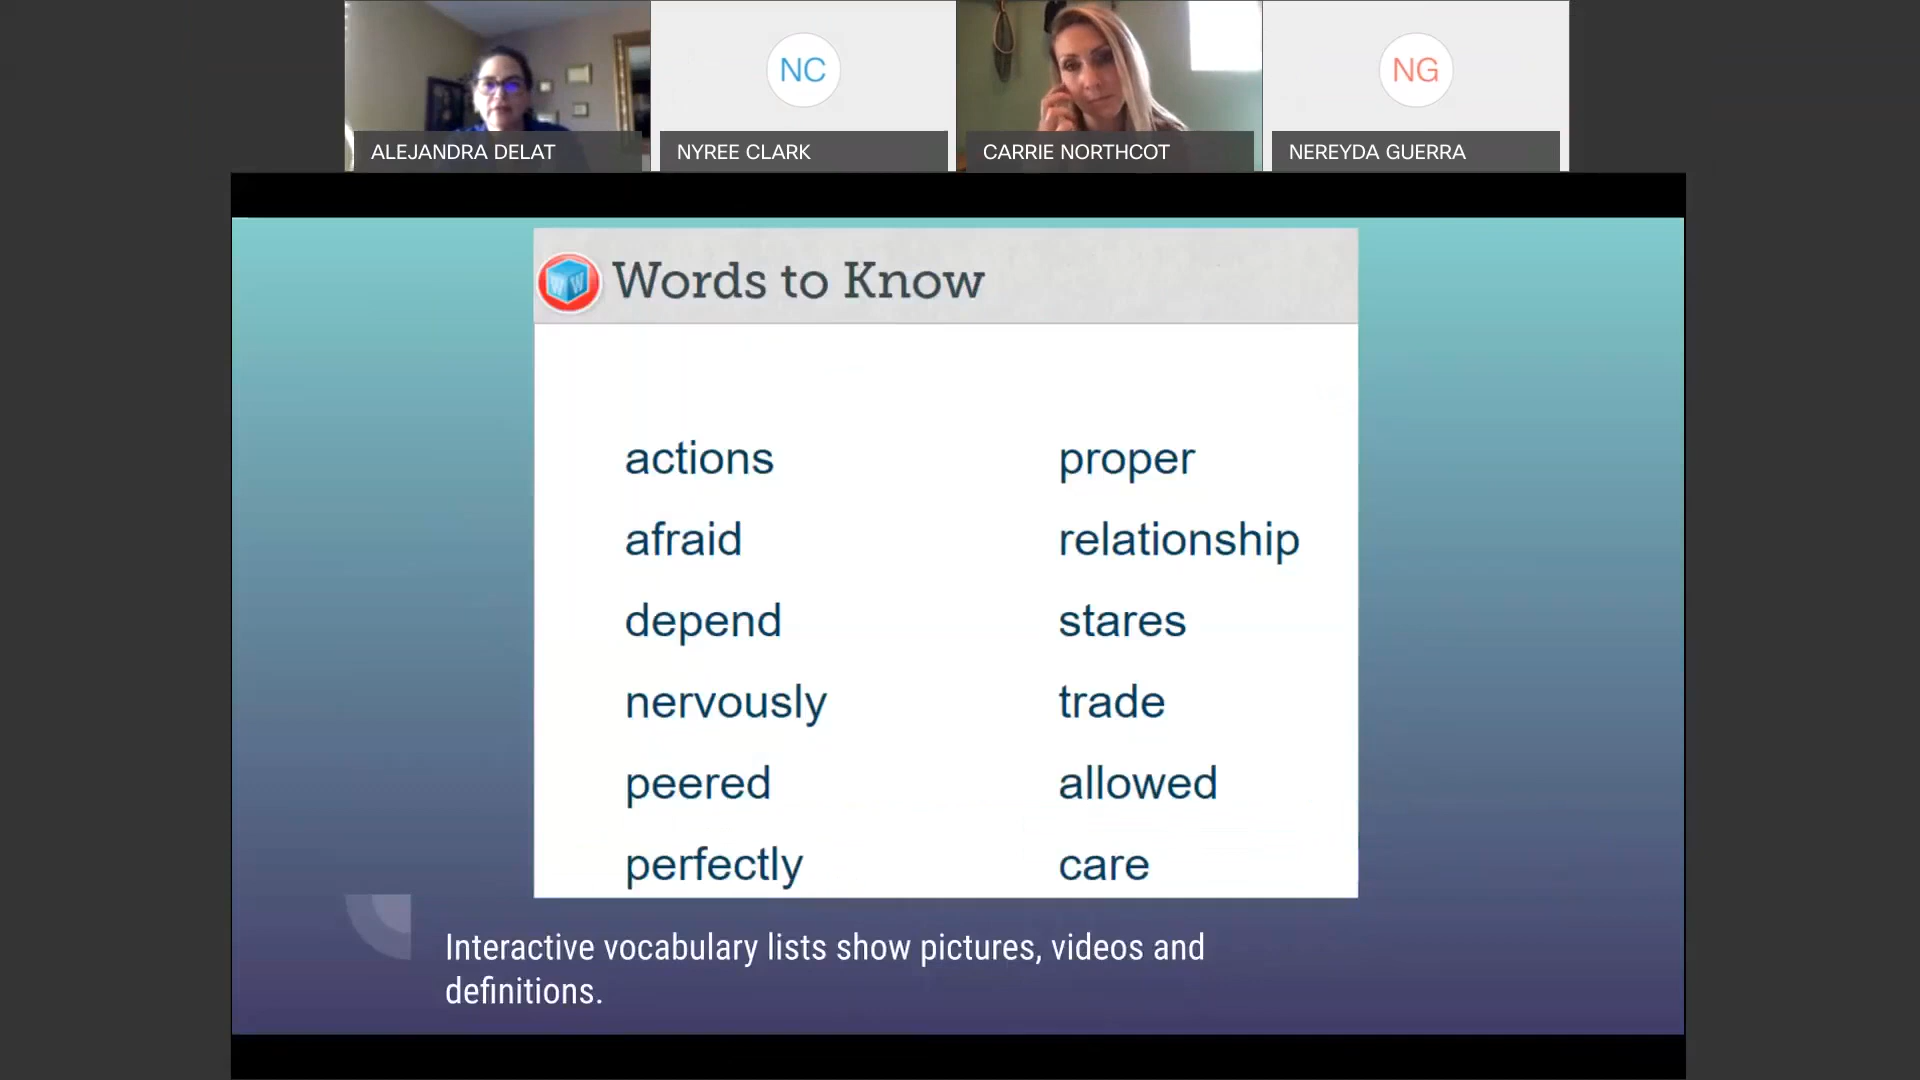 ALEJANDRA DELAT
NC
NYREE CLARK
CARRIE NORTHCOT
NG
NEREYDA GUERRA
W W
Words to Know
actions
proper
afraid
relationship
depend
stares
nervously
trade
peered
allowed
perfectly
care
Interactive vocabulary lists show pictures, videos and
definitions.